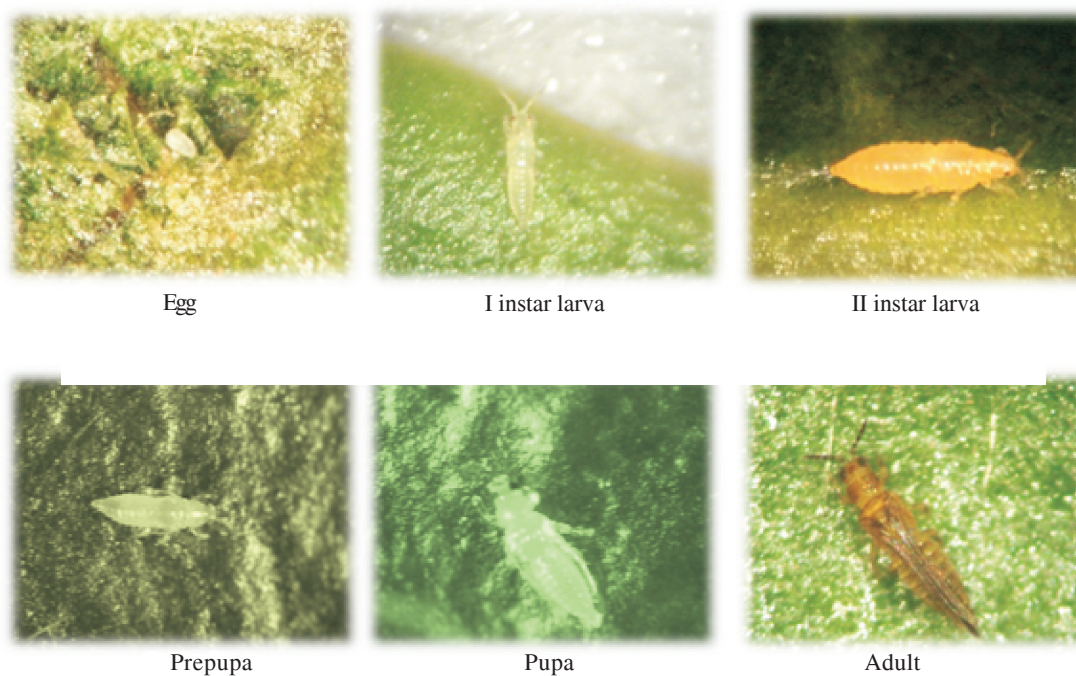 Egg
I instar larva
II instar larva
Prepupa
Pupa
Adult